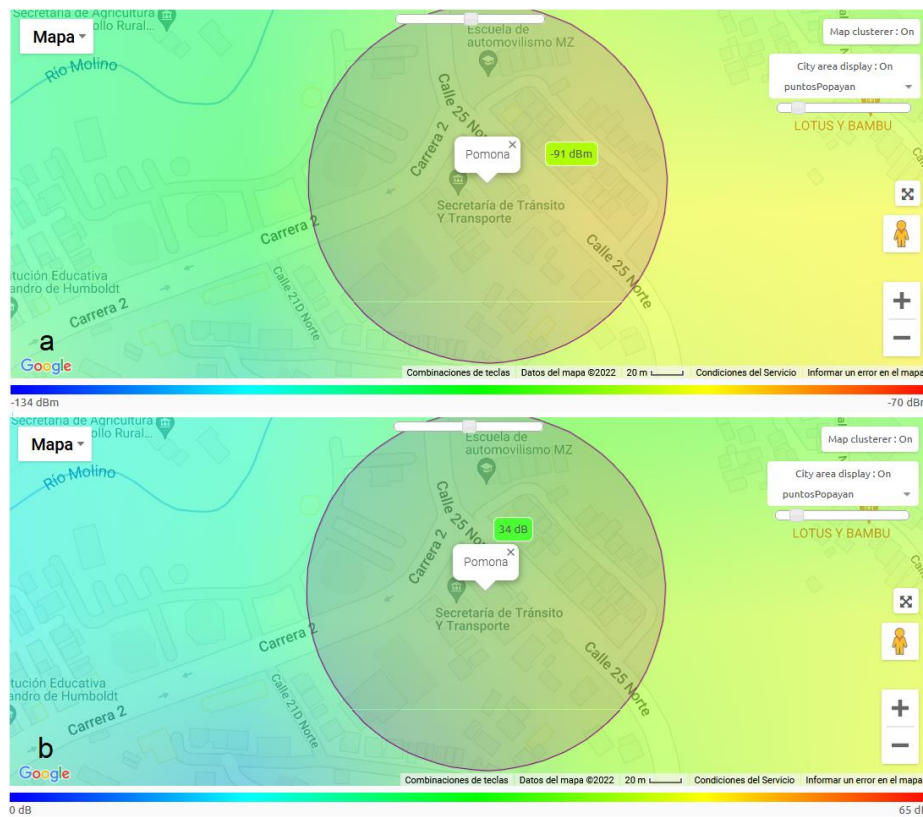 Secretaría de Agricultura
ollo Rural...
Mapa
Río Molino
Escuela de
automovilismo MZ
Map clusterer : On
City area display : On
puntosPopayan
LOTUS Y BAMBU
Calle 25 Nor
Carrera 2
Pomona
-91 dBm
Secretaría de Tránsito
Y Transporte
Carrera 2
Calle 25 Norte
Calle 21D Norte
tución Educativa
andro de Humboldt
Carrera 2
a
Google
Combinaciones de teclas
Datos del mapa ©2022
20 m
Condiciones del Servicio
Informar un error en el mapa
-134 dBm
-70 dBm
Secretaría de Agricultura
ollo Rural...
Mapa
Río Molino
Escuela de
automovilismo MZ
Map clusterer : On
City area display : On
puntosPopayan
LOTUS Y BAMBU
Calle 25 Nor
Carrera 2
34 dB
Pomona
Secretaría de Tránsito
Y Transporte
Carrera 2
Calle 25 Norte
Calle 21D Norte
tución Educativa
andro de Humboldt
Carrera 2
b
Google
Combinaciones de teclas
Datos del mapa ©2022
20 m
Condiciones del Servicio
Informar un error en el mapa
0 dB
65 dB